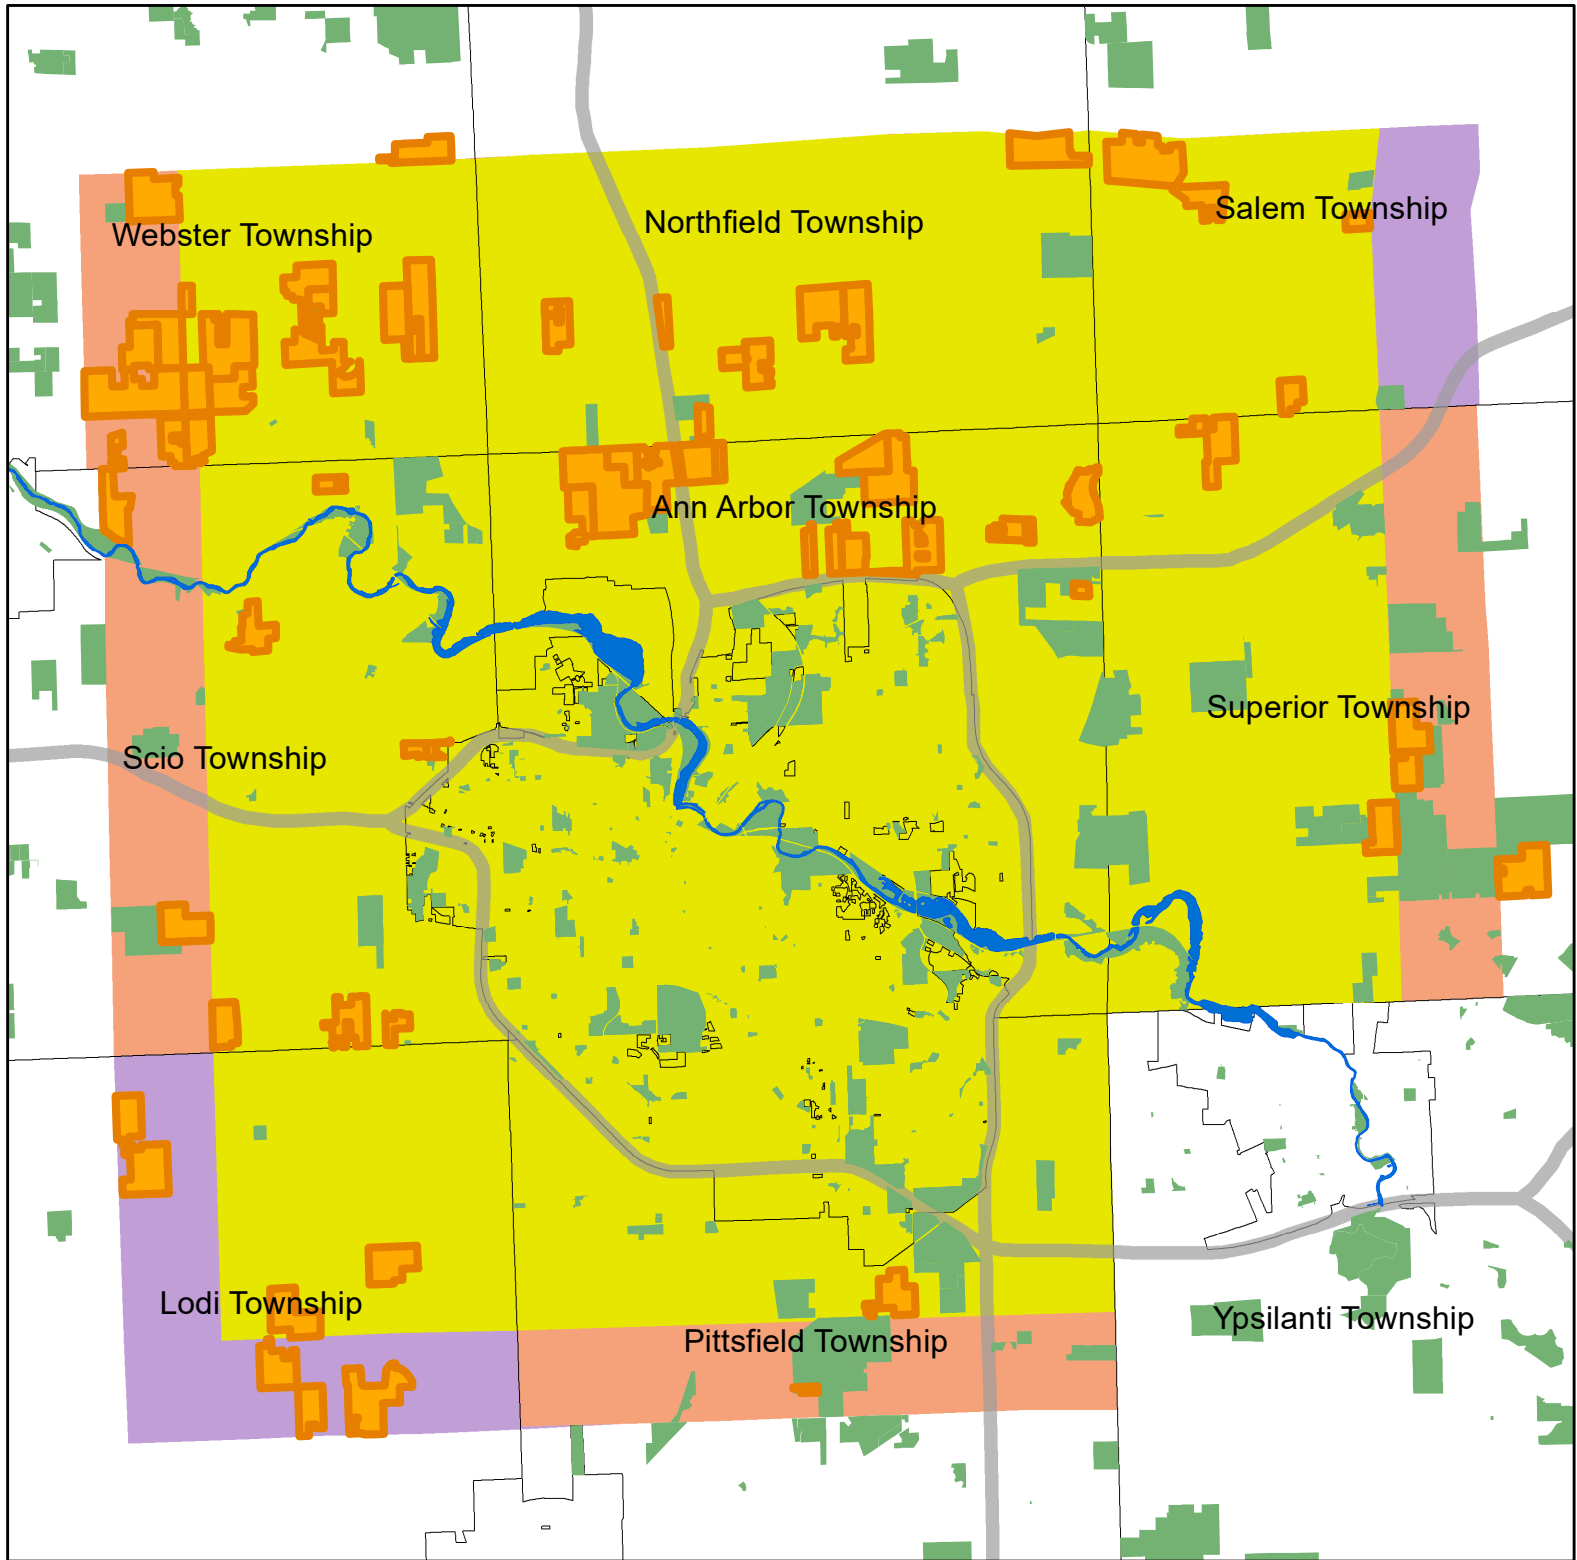 Salem Township
Northfield Township
Webster Township
Ann Arbor Township
Superior Township
Scio Township
Lodi Township
Ypsilanti Township
Pittsfield Township